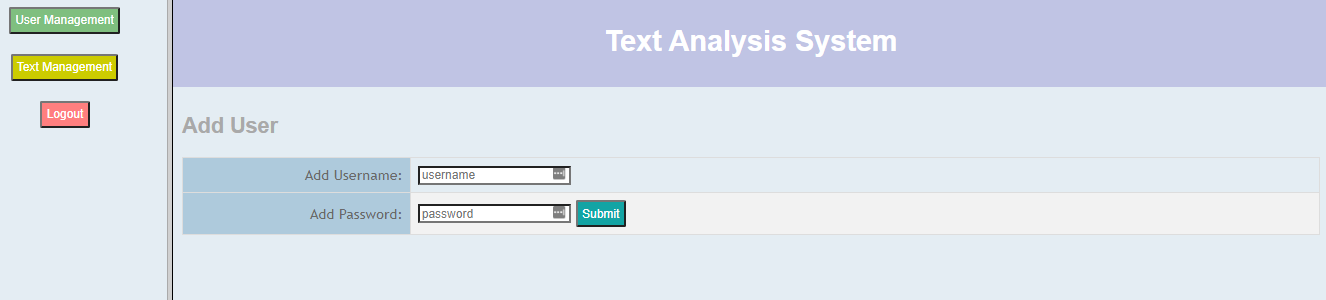 User Management
Text Management
Logout
Text Analysis System
Add User
Add Username: username
Add Password: password Submit